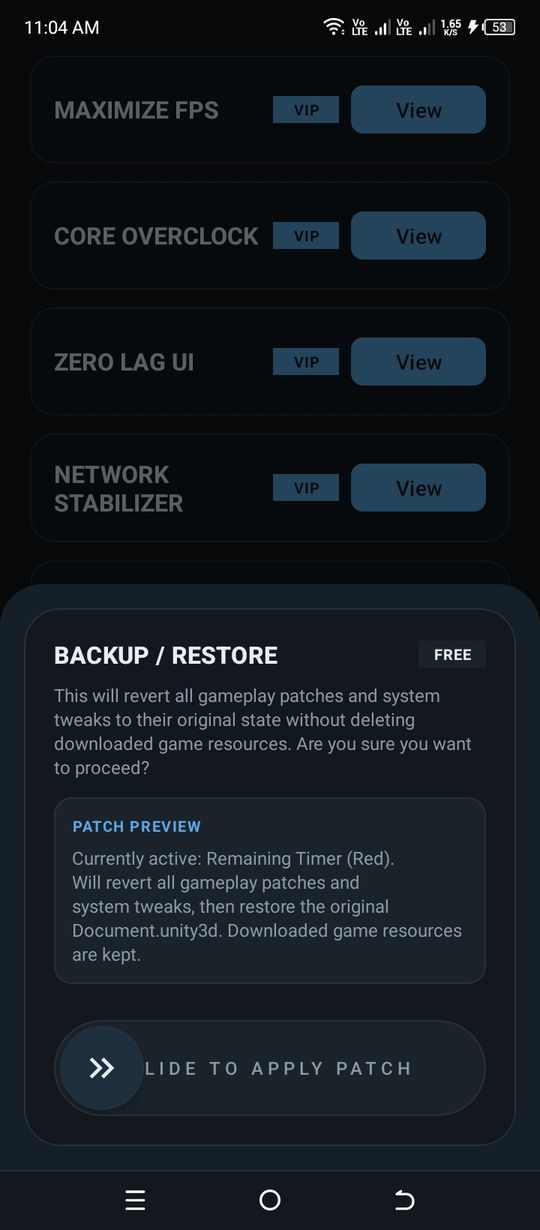 11:04 AM
Vo LTE Vo LTE 1.65 K/S 53
MAXIMIZE FPS VIP View
CORE OVERCLOCK VIP View
ZERO LAG UI VIP View
NETWORK
STABILIZER VIP View
BACKUP / RESTORE FREE
This will revert all gameplay patches and system
tweaks to their original state without deleting
downloaded game resources. Are you sure you want
to proceed?
PATCH PREVIEW
Currently active: Remaining Timer (Red).
Will revert all gameplay patches and
system tweaks, then restore the original
Document.unity3d. Downloaded game resources
are kept.
LIDE TO APPLY PATCH